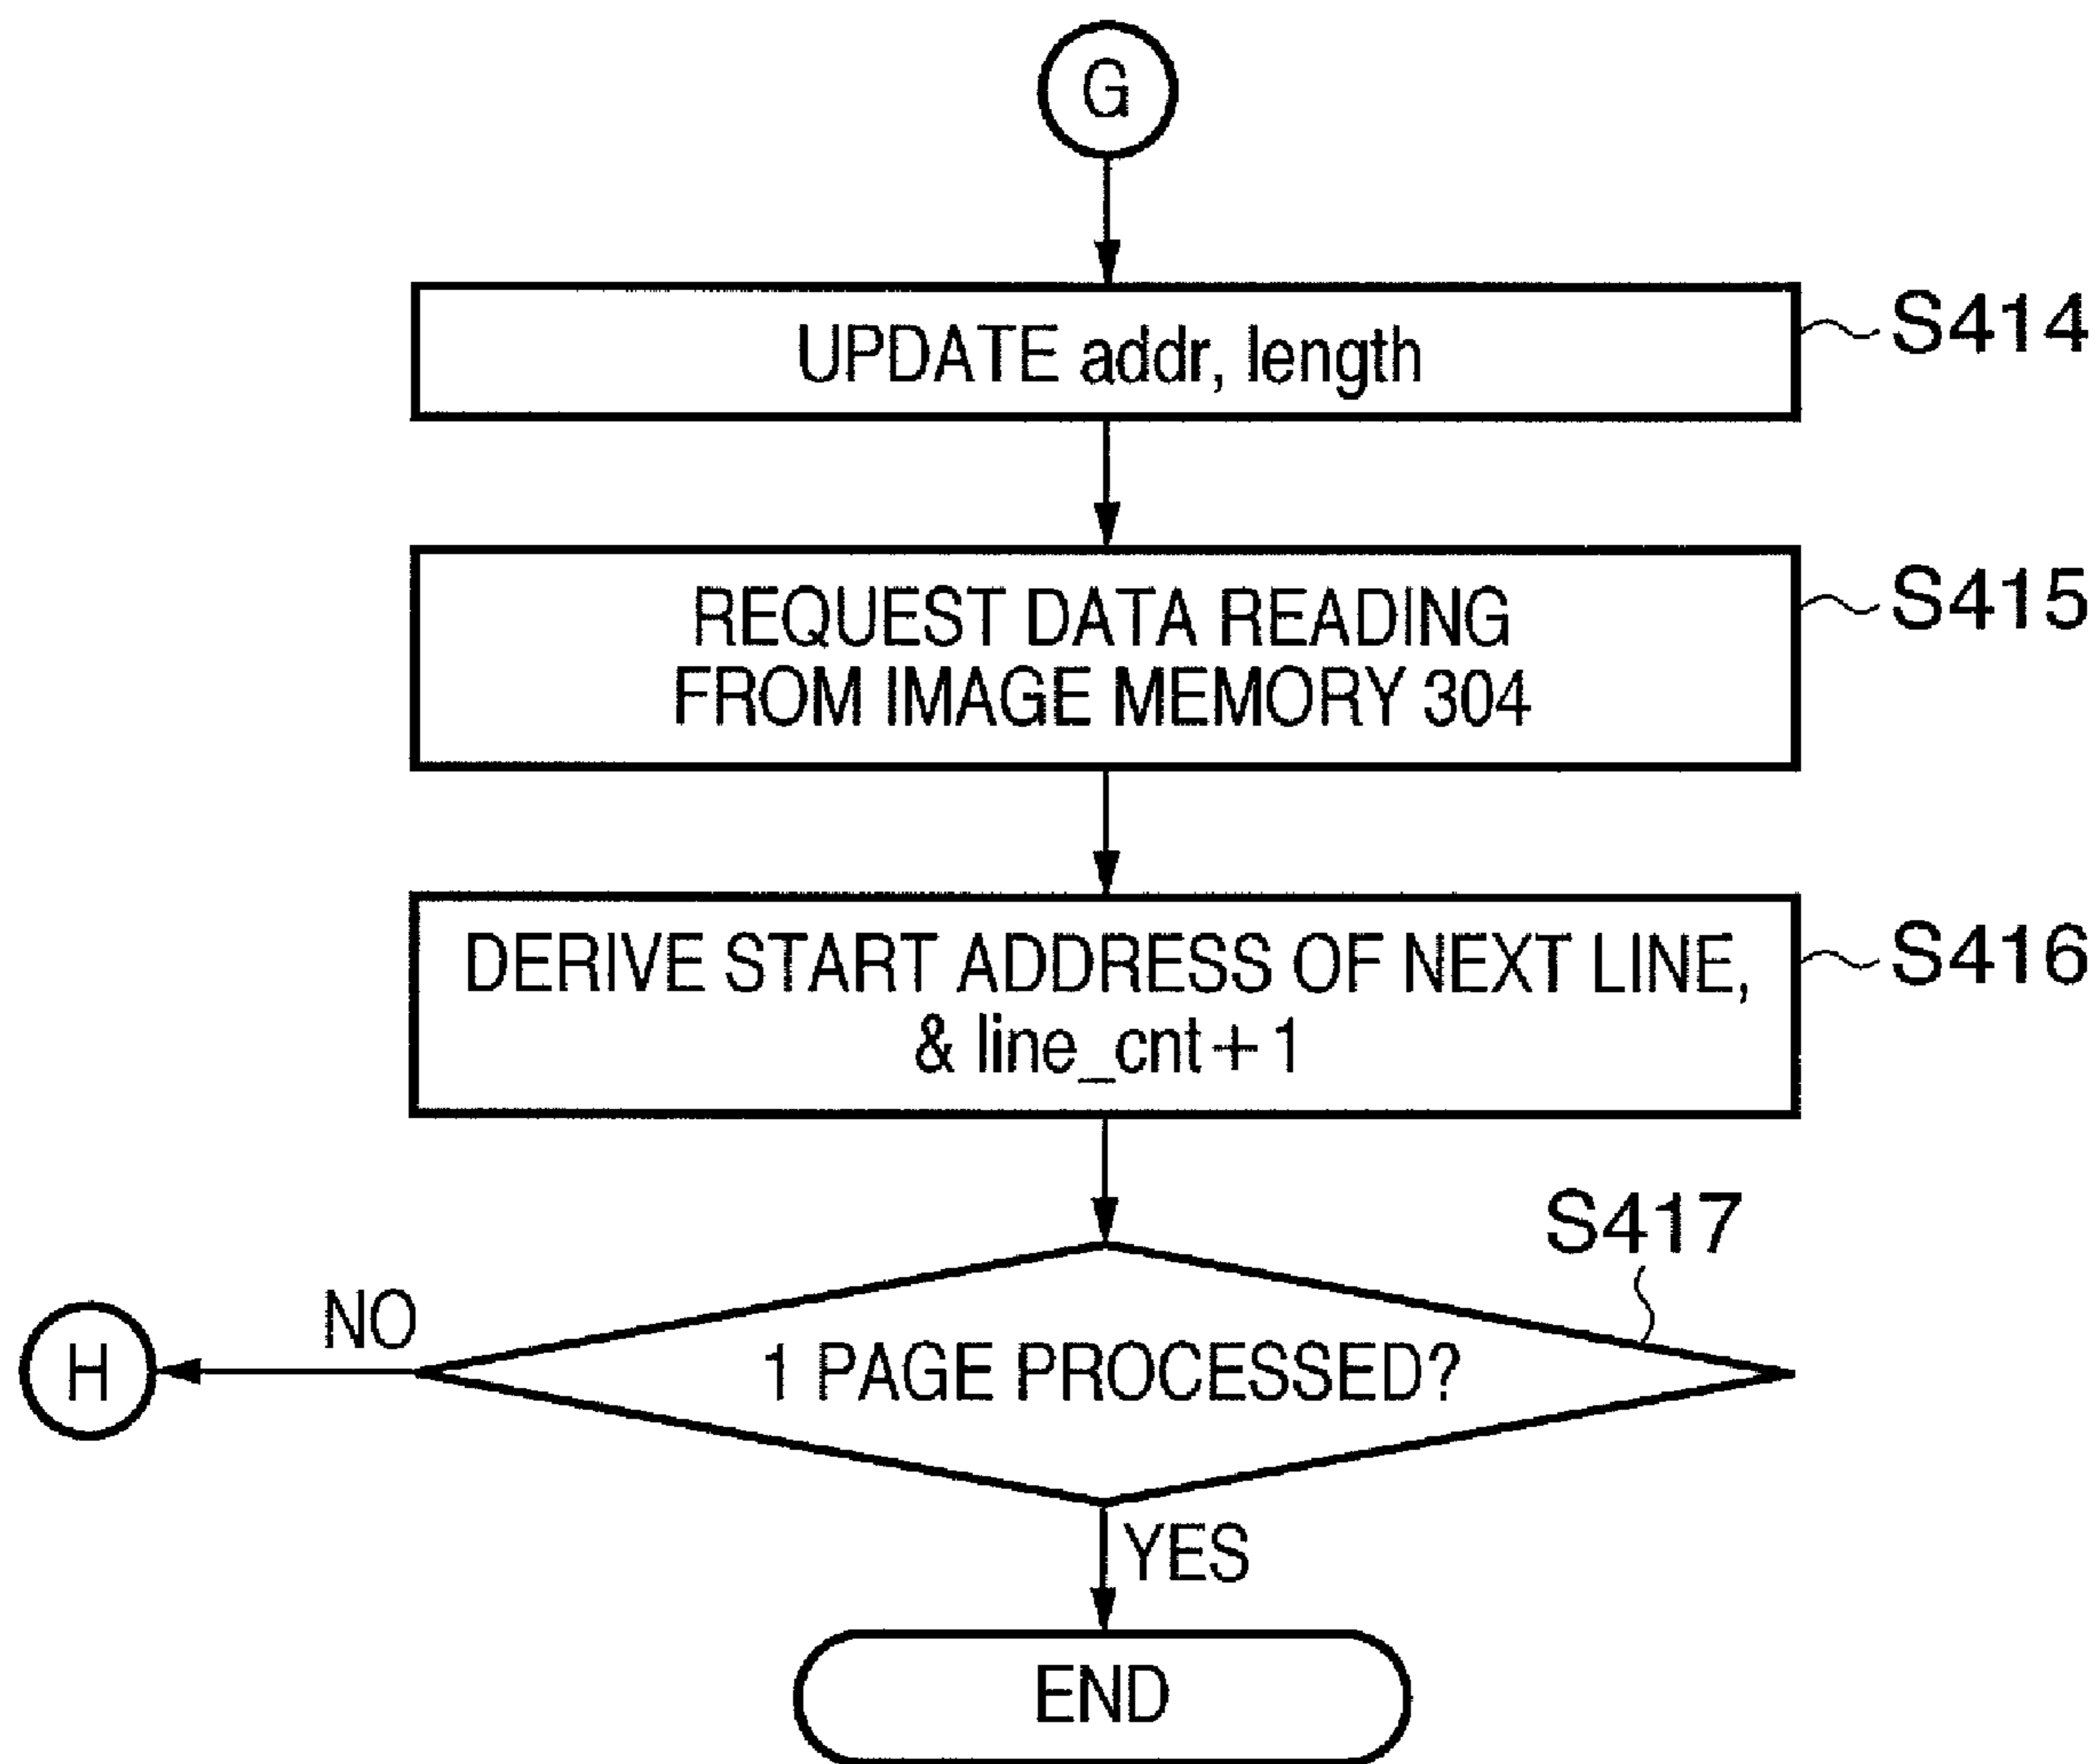 G
UPDATE addr, length
S414
REQUEST DATA READING
FROM IMAGE MEMORY 304
S415
DERIVE START ADDRESS OF NEXT LINE,
& line_cnt+1
S416
S417
1 PAGE PROCESSED?
NO
H
YES
END